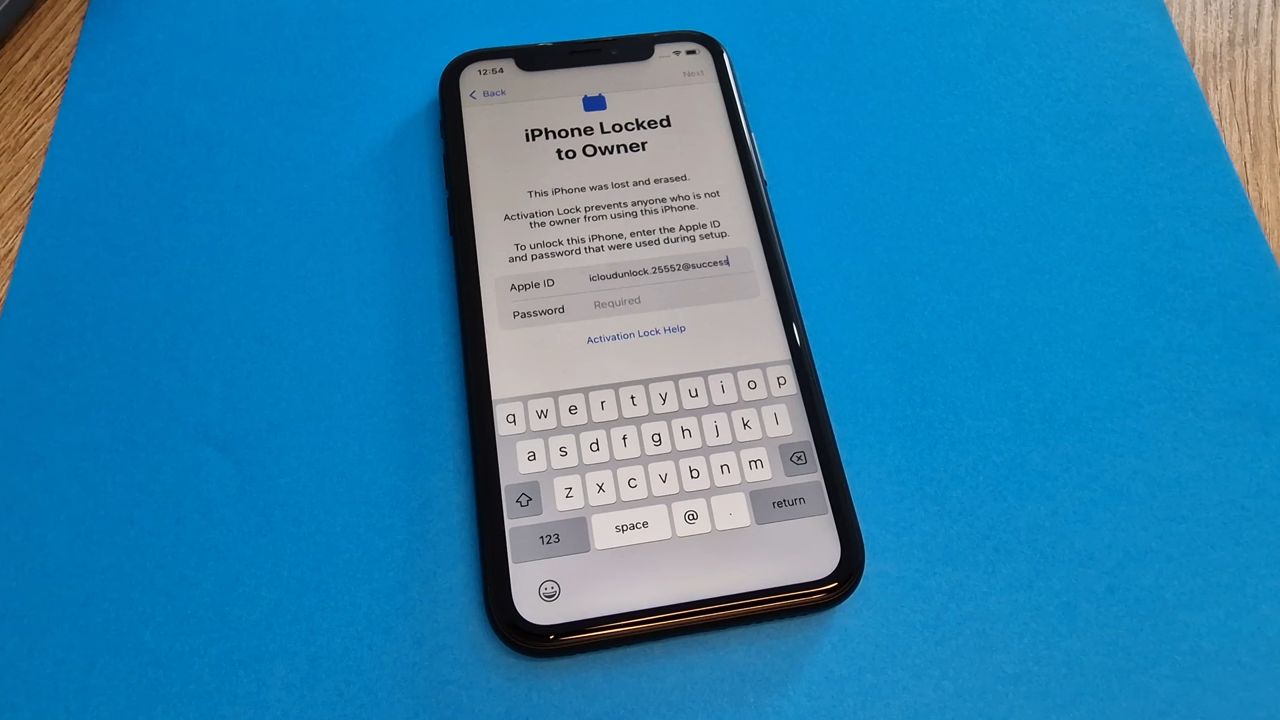 12:54
Back
Next
iPhone Locked
to Owner
This iPhone was lost and erased.
Activation Lock prevents anyone who is not
the owner from using this iPhone.
To unlock this iPhone, enter the Apple ID
and password that were used during setup.
Apple ID icloudunlock.25552@success
Password Required
Activation Lock Help
q w e r t y u i o p
a s d f g h j k l
z x c v b n m
123 space @ . return